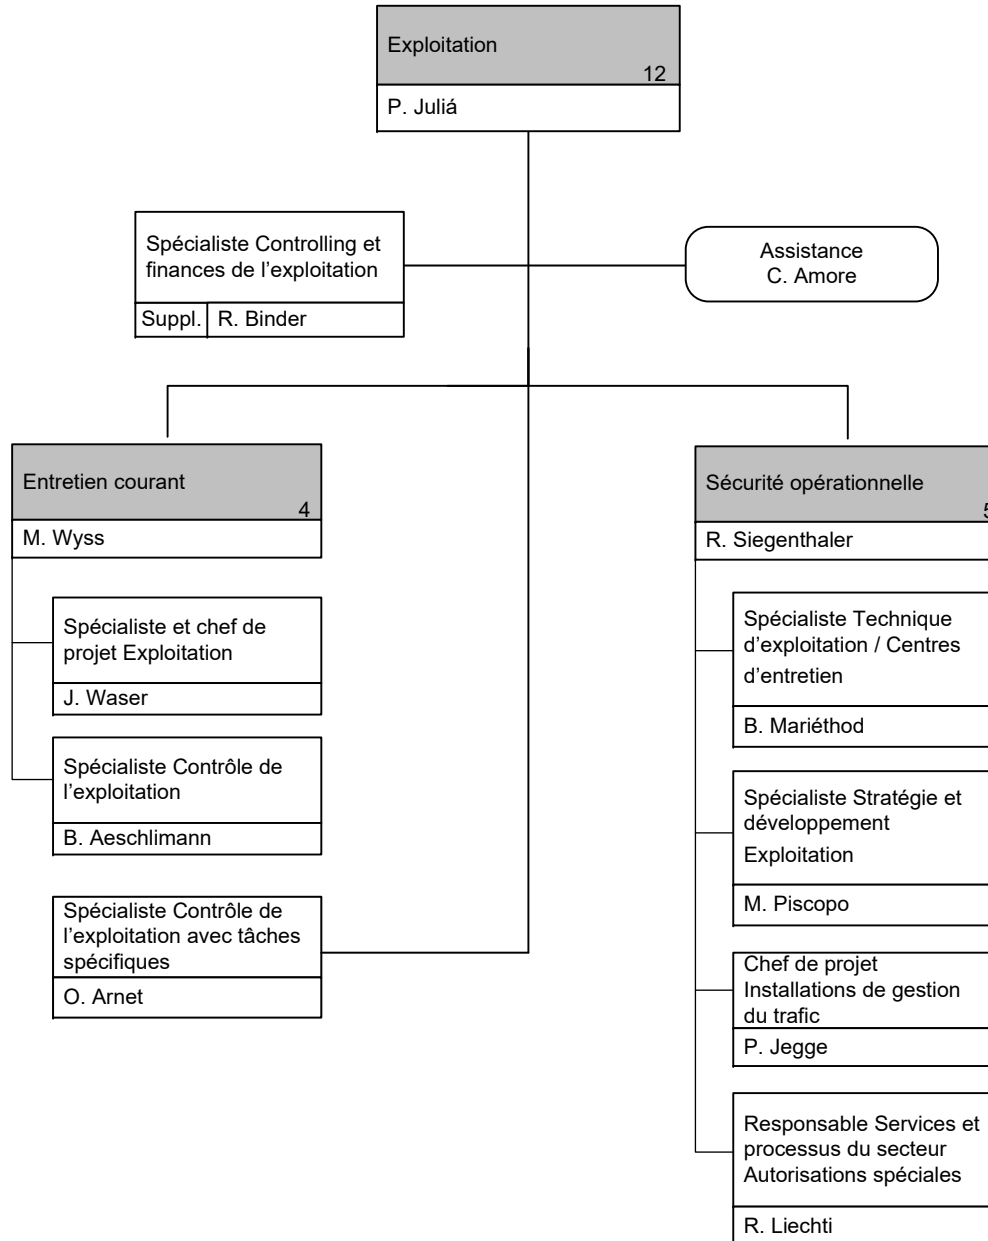 Exploitation
12
P. Juliá
Spécialiste Controlling et
finances de l’exploitation
Suppl. R. Binder
Assistance
C. Amore
Entretien courant
4
M. Wyss
Spécialiste et chef de
projet Exploitation
J. Waser
Spécialiste Contrôle de
l’exploitation
B. Aeschlimann
Spécialiste Contrôle de
l’exploitation avec tâches
spécifiques
O. Arnet
Sécurité opérationnelle
5
R. Siegenthaler
Spécialiste Technique
d’exploitation / Centres
d’entretien
B. Mariéthod
Spécialiste Stratégie et
développement
Exploitation
M. Piscopo
Chef de projet
Installations de gestion
du trafic
P. Jegge
Responsable Services et
processus du secteur
Autorisations spéciales
R. Liechti